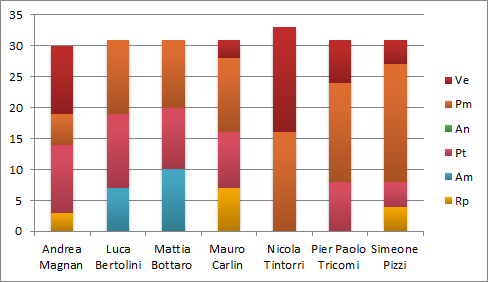 35
30
25
20
15
10
5
0
Andrea Magnan
Luca Bertolini
Mattia Bottaro
Mauro Carlin
Nicola Tintorri
Pier Paolo Tricomi
Simeone Pizzi
Ve
Pm
An
Pt
Am
Rp